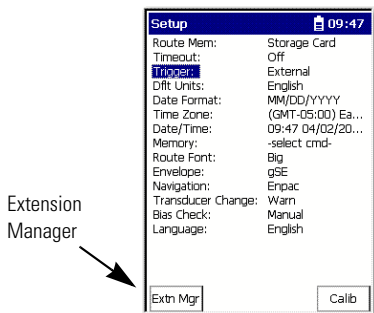 Setup 09:47
Route Mem: Storage Card
Timeout: Off
Trigger: External
Dflt Units: English
Date Format: MM/DD/YYYY
Time Zone: (GMT-05:00) Ea...
Date/Time: 09:47 04/02/20...
Memory: -select cmd-
Route Font: Big
Envelope: gSE
Navigation: Enpac
Transducer Change: Warn
Bias Check: Manual
Language: English
Extension
Manager
Extn Mgr Calib